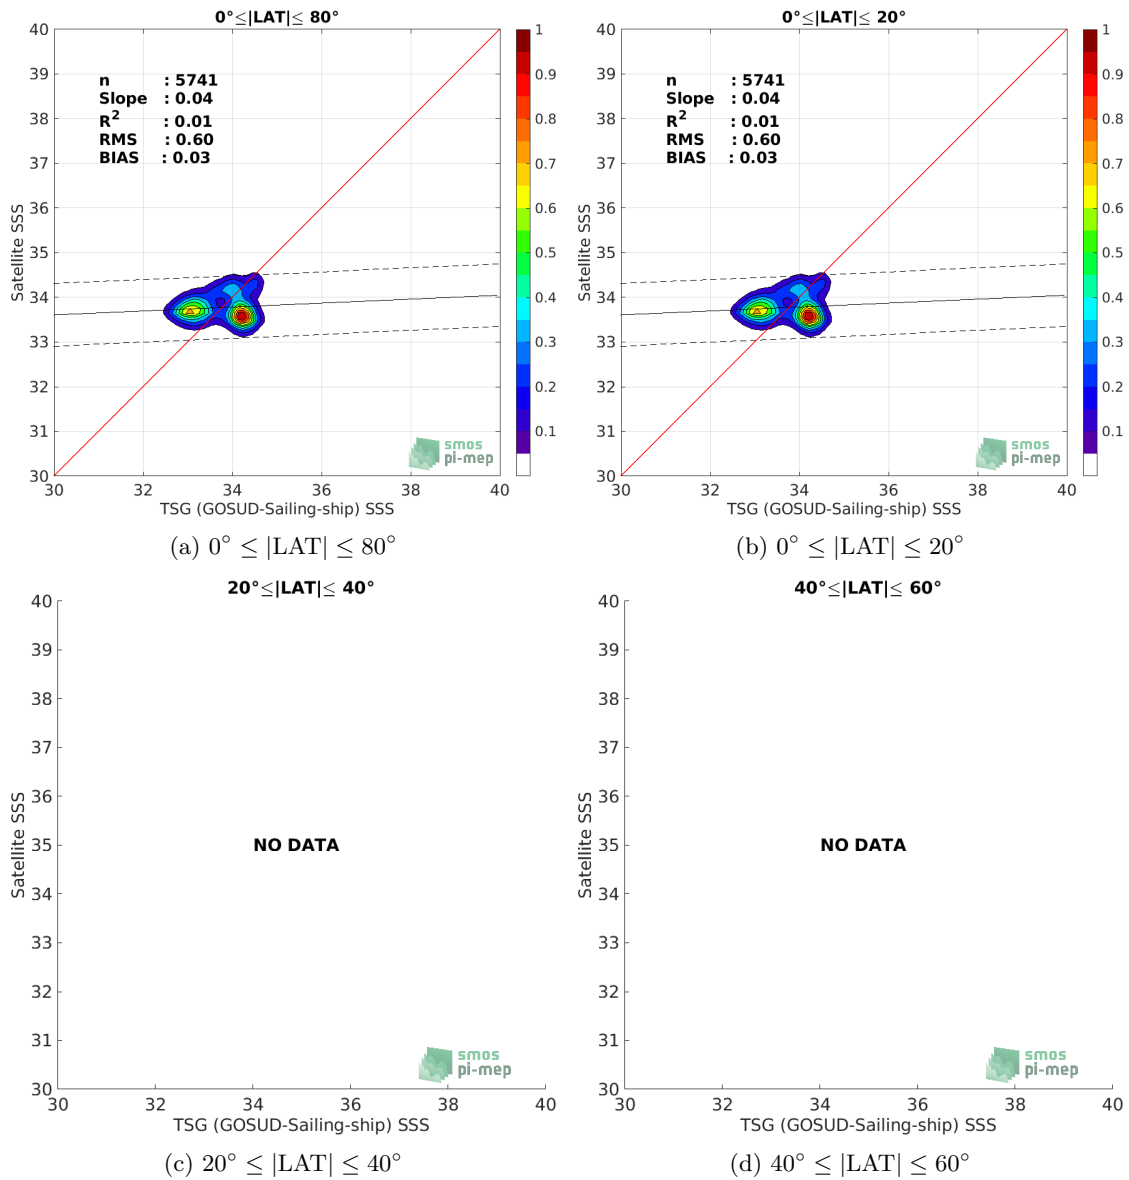 0°≤|LAT|≤ 80°
40
39
38
37
36
35
34
33
32
31
30
n : 5741
Slope : 0.04
R2 : 0.01
RMS : 0.60
BIAS : 0.03
Satellite SSS
30 32 34 36 38 40
TSG (GOSUD-Sailing-ship) SSS
smos
pi-mep
1
0.9
0.8
0.7
0.6
0.5
0.4
0.3
0.2
0.1
(a) 0° ≤ |LAT| ≤ 80°
0°≤|LAT|≤ 20°
40
39
38
37
36
35
34
33
32
31
30
n : 5741
Slope : 0.04
R2 : 0.01
RMS : 0.60
BIAS : 0.03
Satellite SSS
30 32 34 36 38 40
TSG (GOSUD-Sailing-ship) SSS
smos
pi-mep
1
0.9
0.8
0.7
0.6
0.5
0.4
0.3
0.2
0.1
(b) 0° ≤ |LAT| ≤ 20°
20°≤|LAT|≤ 40°
40
39
38
37
36
35
34
33
32
31
30
NO DATA
Satellite SSS
30 32 34 36 38 40
TSG (GOSUD-Sailing-ship) SSS
smos
pi-mep
(c) 20° ≤ |LAT| ≤ 40°
40°≤|LAT|≤ 60°
40
39
38
37
36
35
34
33
32
31
30
NO DATA
Satellite SSS
30 32 34 36 38 40
TSG (GOSUD-Sailing-ship) SSS
smos
pi-mep
(d) 40° ≤ |LAT| ≤ 60°